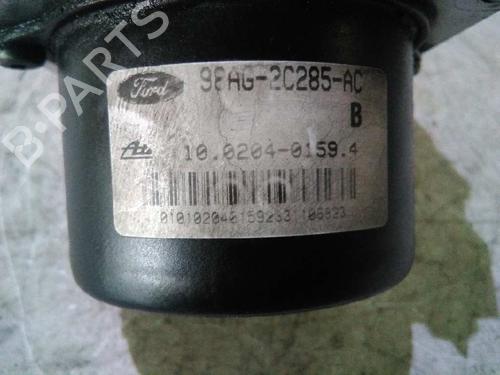 B-PARTS
Ford
98AG-2C285-AC
B
Ate
10.0204-0159.4